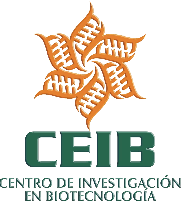 CEIB
CENTRO DE INVESTIGACIÓN
EN BIOTECNOLOGÍA